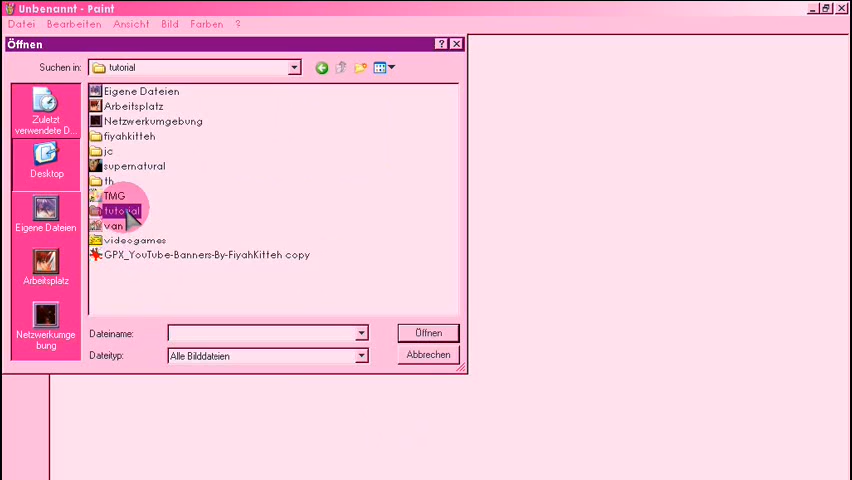 Unbenannt - Paint
Datei Bearbeiten Ansicht Bild Farben ?
Öffnen
Suchen in: tutorial
Zuletzt
verwendete D...
Desktop
Eigene Dateien
Arbeitsplatz
Netzwerkumge
bung
Eigene Dateien
Arbeitsplatz
Netzwerkumgebung
fiyahkitteh
jc
supernatural
th
TMG
tutorial
van
videogames
GPX_YouTube-Banners-By-FiyahKitteh copy
Dateiname: Öffnen
Dateityp: Alle Bilddateien Abbrechen